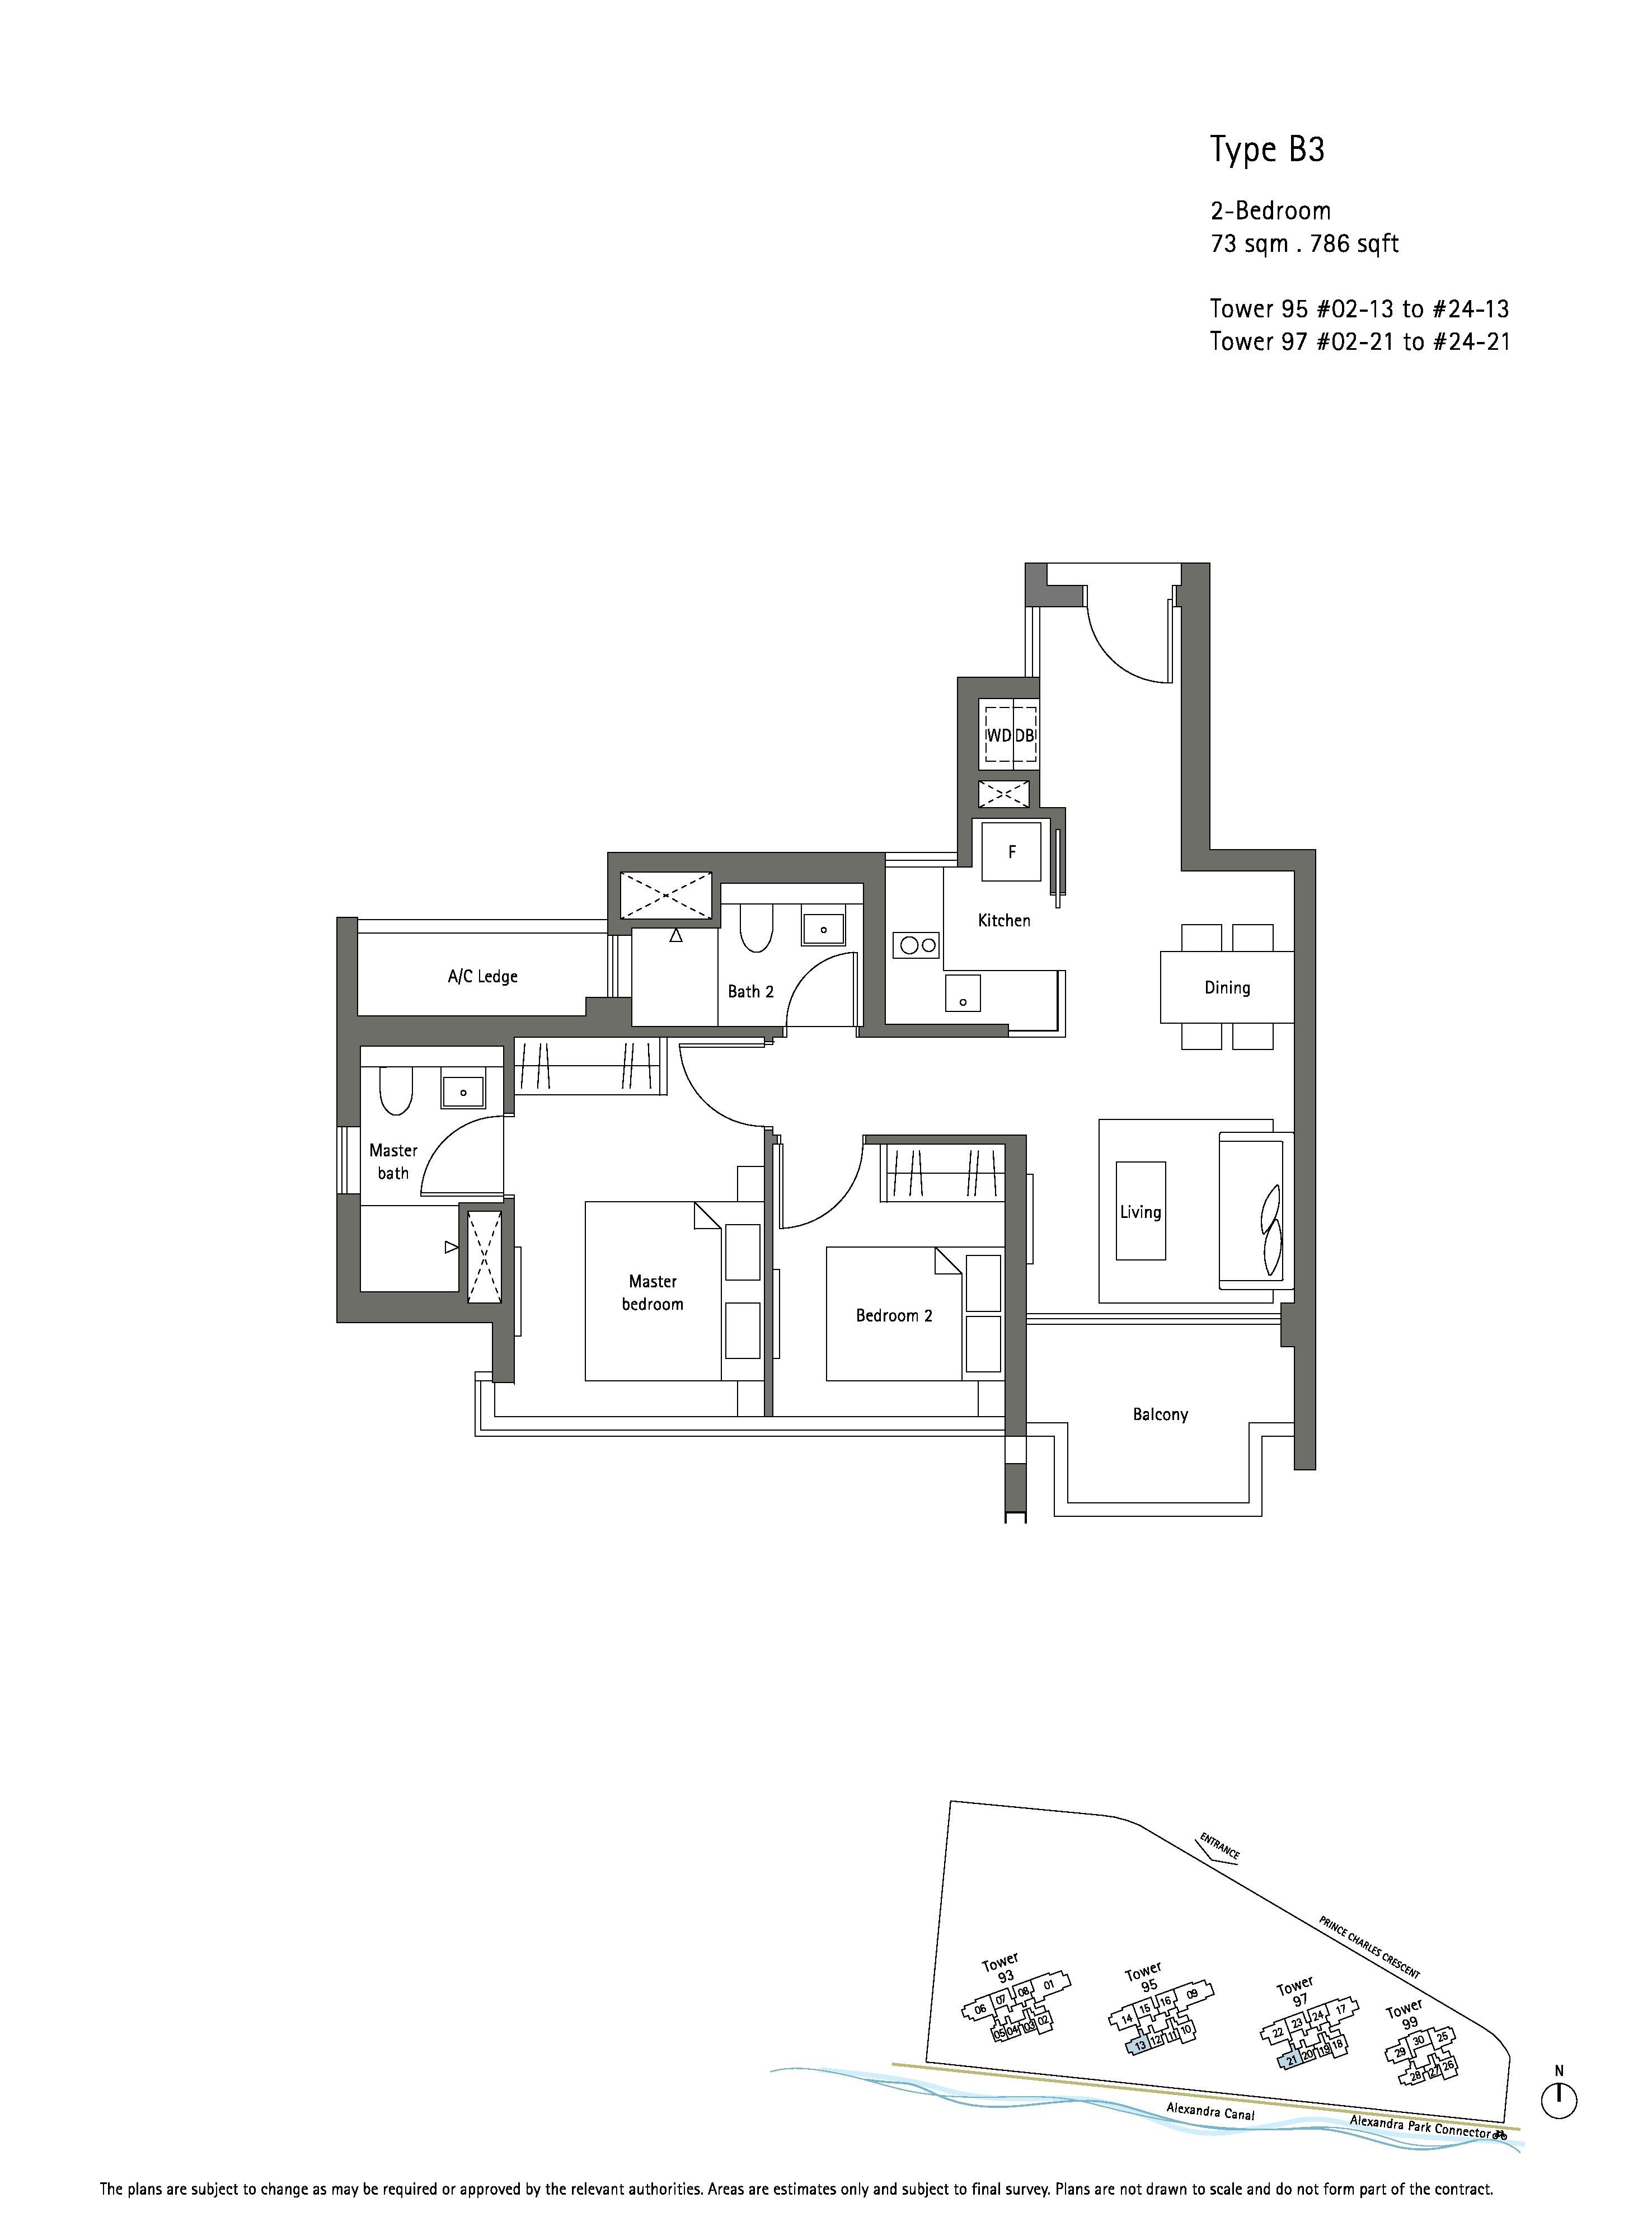 Type B3
2-Bedroom
73 sqm . 786 sqft
Tower 95 #02-13 to #24-13
Tower 97 #02-21 to #24-21
WD DB
F
Kitchen
A/C Ledge
Bath 2
Dining
Master
bath
Living
Master
bedroom
Bedroom 2
Balcony
ENTRANCE
PRINCE CHARLES CRESCENT
Tower
93
06 07 08 01
05 04 03 02
Tower
95
14 15 16 09
13 12 11 10
Tower
97
22 23 24 17
21 20 19 18
Tower
99
29 30 25
28 27 26
N
Alexandra Canal
Alexandra Park Connector
The plans are subject to change as may be required or approved by the relevant authorities. Areas are estimates only and subject to final survey. Plans are not drawn to scale and do not form part of the contract.